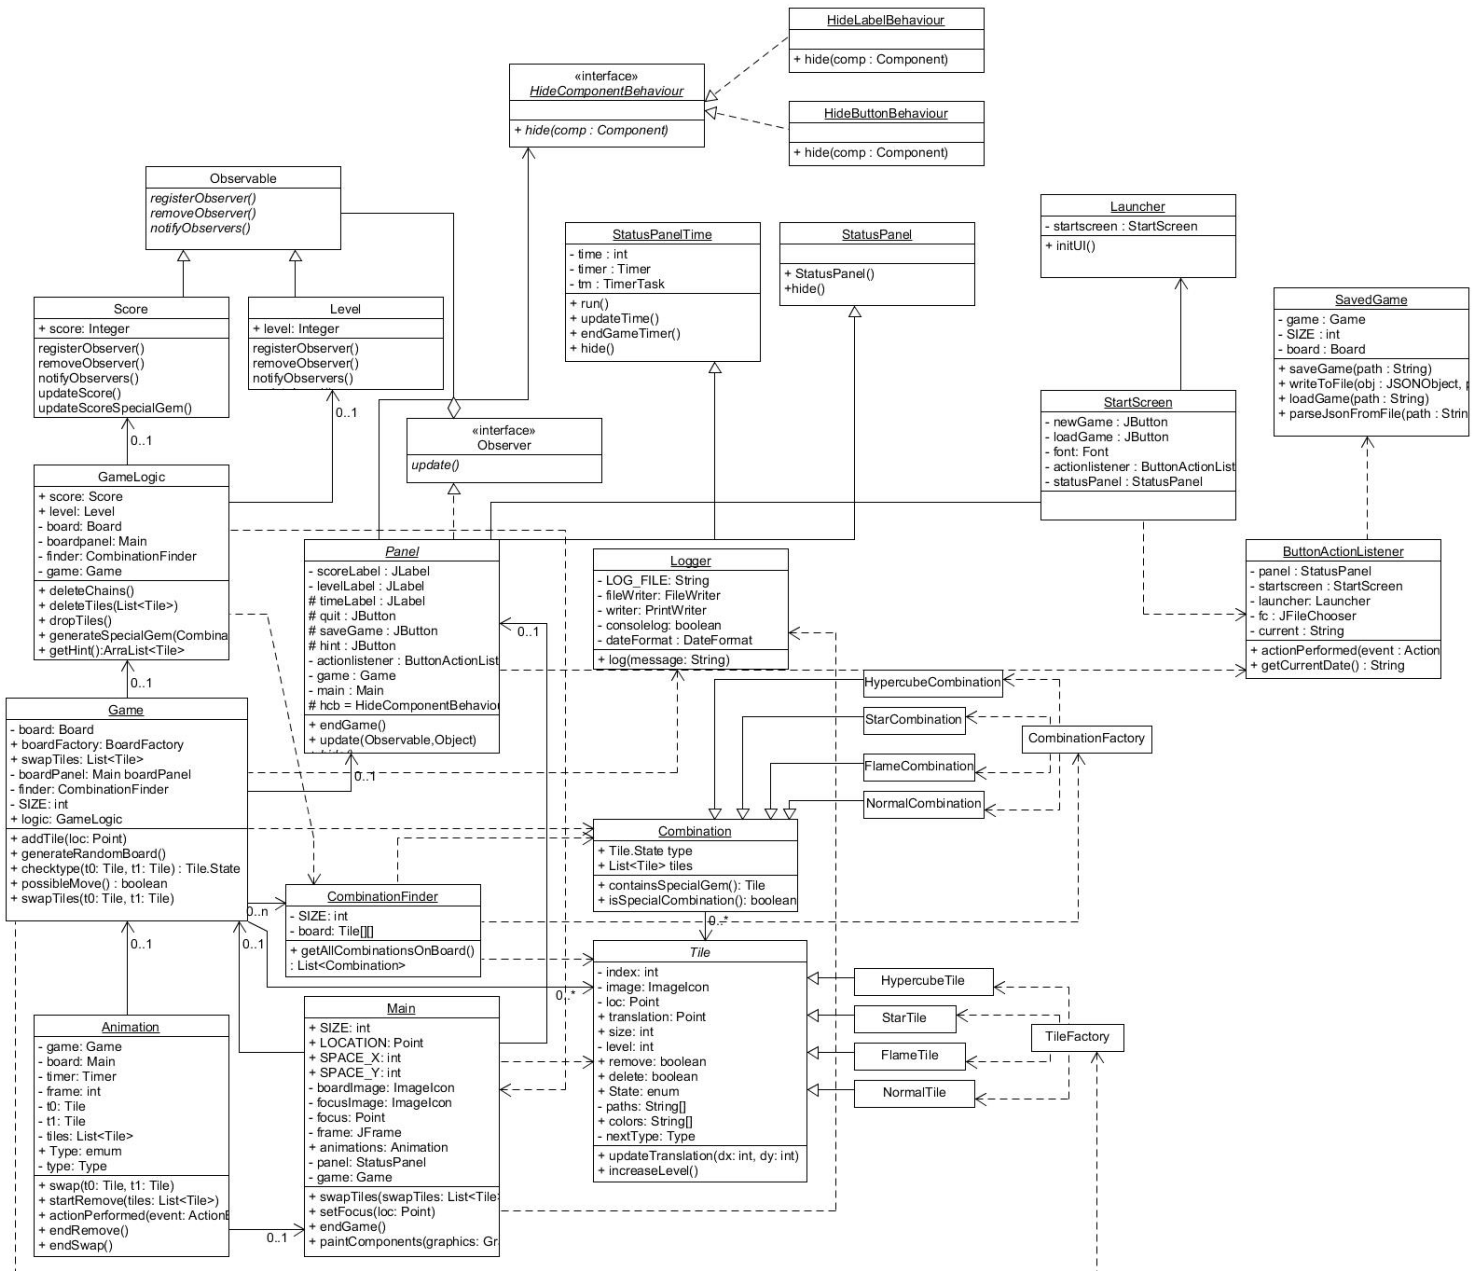 HideLabelBehaviour
+ hide(comp : Component)
«interface»
HideComponentBehaviour
+ hide(comp : Component)
HideButtonBehaviour
+ hide(comp : Component)
Observable
registerObserver()
removeObserver()
notifyObservers()
Launcher
- startscreen : StartScreen
+ initUI()
StatusPanelTime
- time : int
- timer : Timer
- tm : TimerTask
+ run()
+ updateTime()
+ endGameTimer()
+ hide()
StatusPanel
+ StatusPanel()
+hide()
SavedGame
- game : Game
- SIZE : int
- board : Board
+ saveGame(path : String)
+ writeToFile(obj : JSONObject, p
+ loadGame(path : String)
+ parseJsonFromFile(path : Strin
Score
+ score: Integer
registerObserver()
removeObserver()
notifyObservers()
updateScore()
updateScoreSpecialGem()
Level
+ level: Integer
registerObserver()
removeObserver()
notifyObservers()
0..1
0..1
«interface»
Observer
update()
StartScreen
- newGame : JButton
- loadGame : JButton
- font: Font
- actionlistener : ButtonActionList
- statusPanel : StatusPanel
GameLogic
+ score: Score
+ level: Level
- board: Board
- boardpanel: Main
- finder: CombinationFinder
- game: Game
+ deleteChains()
+ deleteTiles(List<Tile>)
+ dropTiles()
+ generateSpecialGem(Combina
+ getHint():ArraList<Tile>
0..1
Panel
- scoreLabel : JLabel
- levelLabel : JLabel
# timeLabel : JLabel
# quit : JButton
# saveGame : JButton
# hint : JButton
- actionlistener : ButtonActionList
- game : Game
- main : Main
# hcb = HideComponentBehavio
+ endGame()
+ update(Observable,Object)
0..1
0..1
Logger
- LOG_FILE: String
- fileWriter: FileWriter
- writer: PrintWriter
- consolelog: boolean
- dateFormat : DateFormat
+ log(message: String)
ButtonActionListener
- panel : StatusPanel
- startscreen : StartScreen
- launcher: Launcher
- fc : JFileChooser
- current : String
+ actionPerformed(event : Action
+ getCurrentDate() : String
HypercubeCombination
StarCombination
FlameCombination
NormalCombination
CombinationFactory
Game
- board: Board
+ boardFactory: BoardFactory
+ swapTiles: List<Tile>
- boardPanel: Main boardPanel
- finder: CombinationFinder
- SIZE: int
+ logic: GameLogic
+ addTile(loc: Point)
+ generateRandomBoard()
+ checktype(t0: Tile, t1: Tile) : Tile.State
+ possibleMove() : boolean
+ swapTiles(t0: Tile, t1: Tile)
0..n
0..1
0..1
Combination
+ Tile.State type
+ List<Tile> tiles
+ containsSpecialGem(): Tile
+ isSpecialCombination(): boolean
0..*
CombinationFinder
- SIZE: int
- board: Tile[][]
+ getAllCombinationsOnBoard()
: List<Combination>
0..*
Tile
- index: int
- image: ImageIcon
- loc: Point
+ translation: Point
+ size: int
- level: int
+ remove: boolean
+ delete: boolean
+ State: enum
- paths: String[]
+ colors: String[]
- nextType: Type
+ updateTranslation(dx: int, dy: int)
+ increaseLevel()
HypercubeTile
StarTile
FlameTile
NormalTile
TileFactory
Animation
- game: Game
- board: Main
- timer: Timer
- frame: int
- t0: Tile
- t1: Tile
- tiles: List<Tile>
+ Type: emum
- type: Type
+ swap(t0: Tile, t1: Tile)
+ startRemove(tiles: List<Tile>)
+ actionPerformed(event: ActionE
+ endRemove()
+ endSwap()
0..1
Main
+ SIZE: int
+ LOCATION: Point
+ SPACE_X: int
+ SPACE_Y: int
- boardImage: ImageIcon
- focusImage: ImageIcon
- focus: Point
- frame: JFrame
+ animations: Animation
- panel: StatusPanel
- game: Game
+ swapTiles(swapTiles: List<Tile
+ setFocus(loc: Point)
+ endGame()
+ paintComponents(graphics: Gr